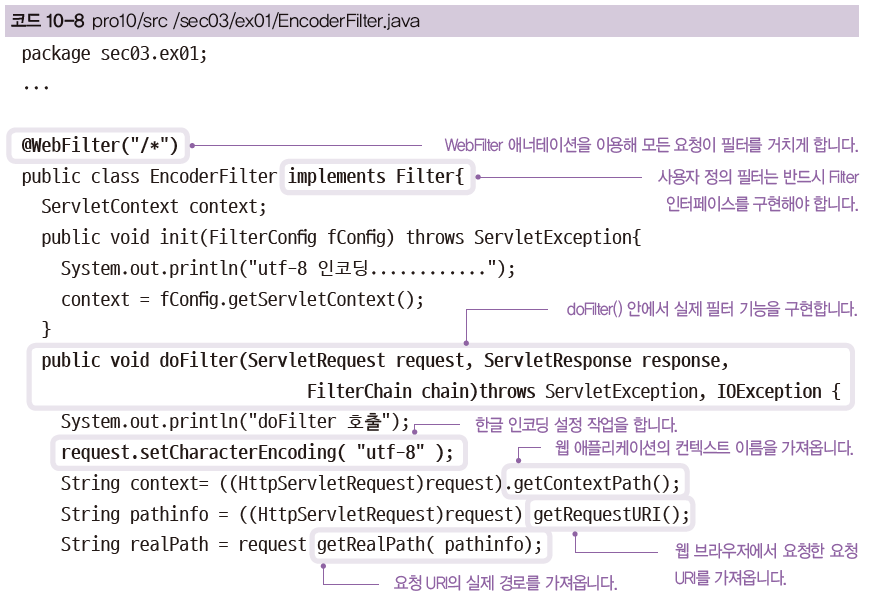 코드 10-8 pro10/src /sec03/ex01/EncoderFilter.java
package sec03.ex01;
...
@WebFilter("/*")
WebFilter 애너테이션을 이용해 모든 요청이 필터를 거치게 합니다.
public class EncoderFilter implements Filter{
사용자 정의 필터는 반드시 Filter
인터페이스를 구현해야 합니다.
ServletContext context;
public void init(FilterConfig fConfig) throws ServletException{
System.out.println("utf-8 인코딩............");
context = fConfig.getServletContext();
doFilter() 안에서 실제 필터 기능을 구현합니다.
}
public void doFilter(ServletRequest request, ServletResponse response,
FilterChain chain)throws ServletException, IOException {
System.out.println("doFilter 호출");
한글 인코딩 설정 작업을 합니다.
request.setCharacterEncoding( "utf-8" );
웹 애플리케이션의 컨텍스트 이름을 가져옵니다.
String context= ((HttpServletRequest)request).getContextPath();
String pathinfo = ((HttpServletRequest)request) getRequestURI();
String realPath = request getRealPath( pathinfo);
웹 브라우저에서 요청한 요청
URI를 가져옵니다.
요청 URI의 실제 경로를 가져옵니다.